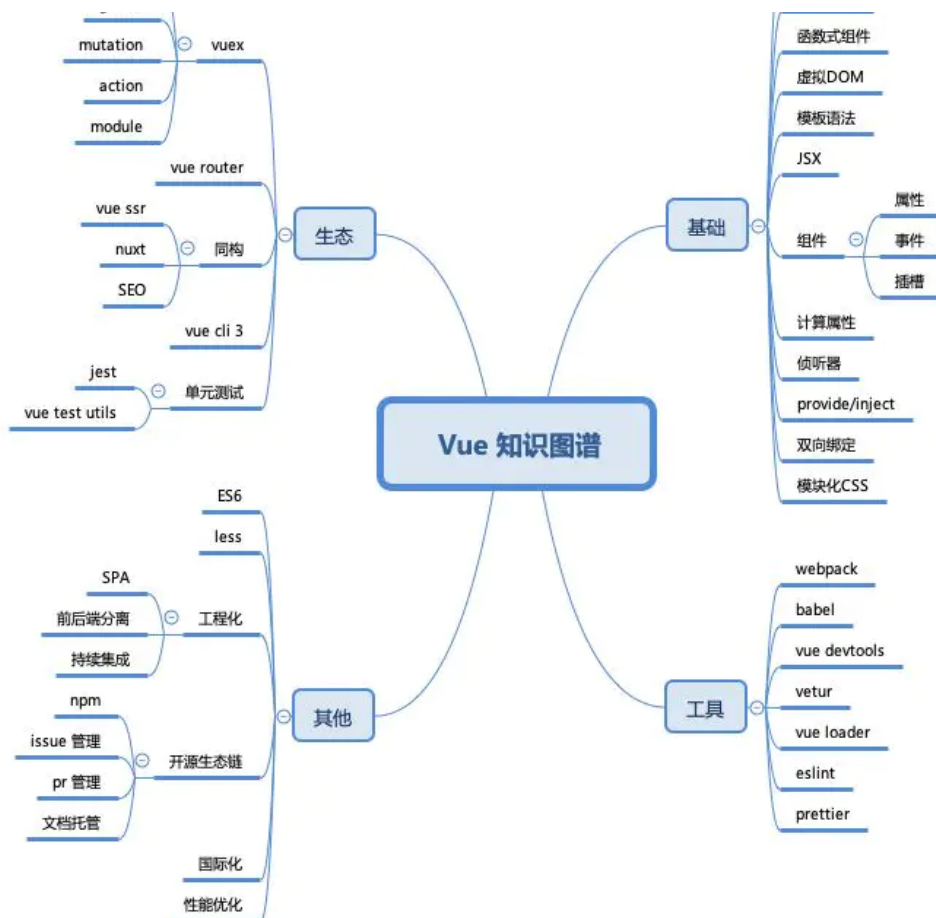 Vue 知识图谱
生态
vuex
mutation
action
module
vue router
同构
vue ssr
nuxt
SEO
vue cli 3
单元测试
jest
vue test utils
基础
函数式组件
虚拟DOM
模板语法
JSX
组件
属性
事件
插槽
计算属性
侦听器
provide/inject
双向绑定
模块化CSS
其他
ES6
less
工程化
SPA
前后端分离
持续集成
开源生态链
npm
issue 管理
pr 管理
文档托管
国际化
性能优化
工具
webpack
babel
vue devtools
vetur
vue loader
eslint
prettier